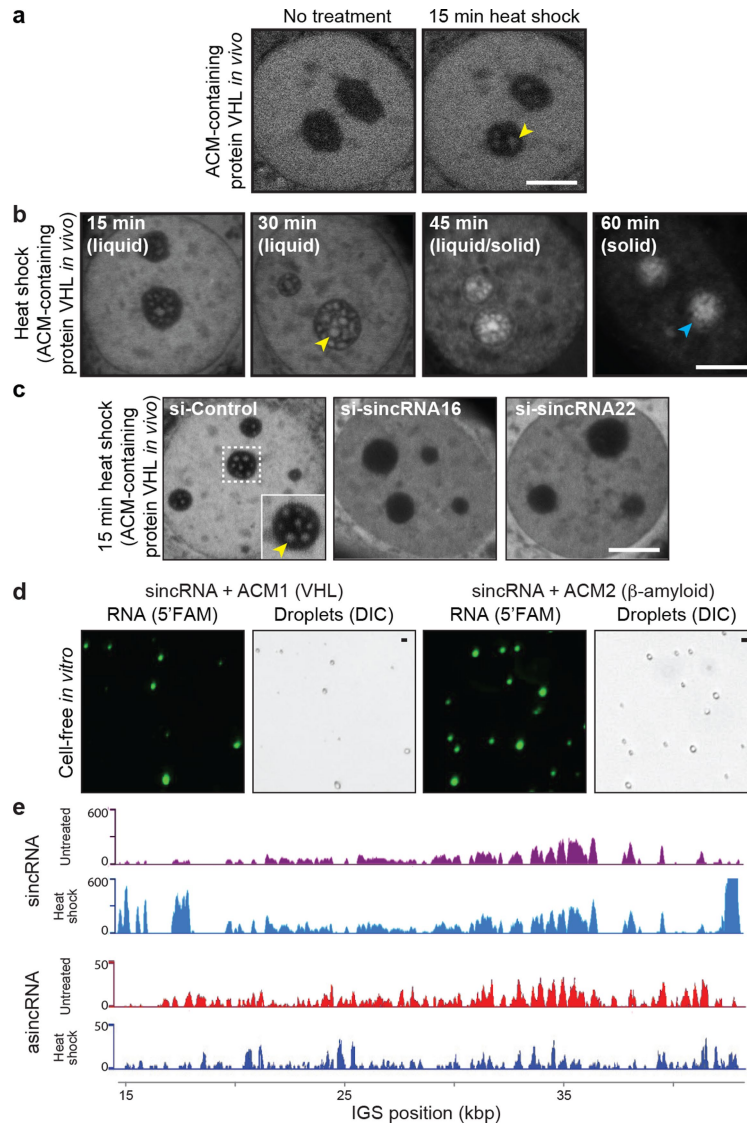 a
No treatment
15 min heat shock
ACM-containing
protein VHL in vivo
b
Heat shock
(ACM-containing
protein VHL in vivo)
15 min
(liquid)
30 min
(liquid)
45 min
(liquid/solid)
60 min
(solid)
c
15 min heat shock
(ACM-containing
protein VHL in vivo)
si-Control
si-sincRNA16
si-sincRNA22
d
sincRNA + ACM1 (VHL)
sincRNA + ACM2 (β-amyloid)
RNA (5'FAM)
Droplets (DIC)
RNA (5'FAM)
Droplets (DIC)
Cell-free in vitro
e
sincRNA
Untreated
600
0
Heat
shock
600
0
asincRNA
Untreated
50
0
Heat
shock
50
0
15
25
35
IGS position (kbp)